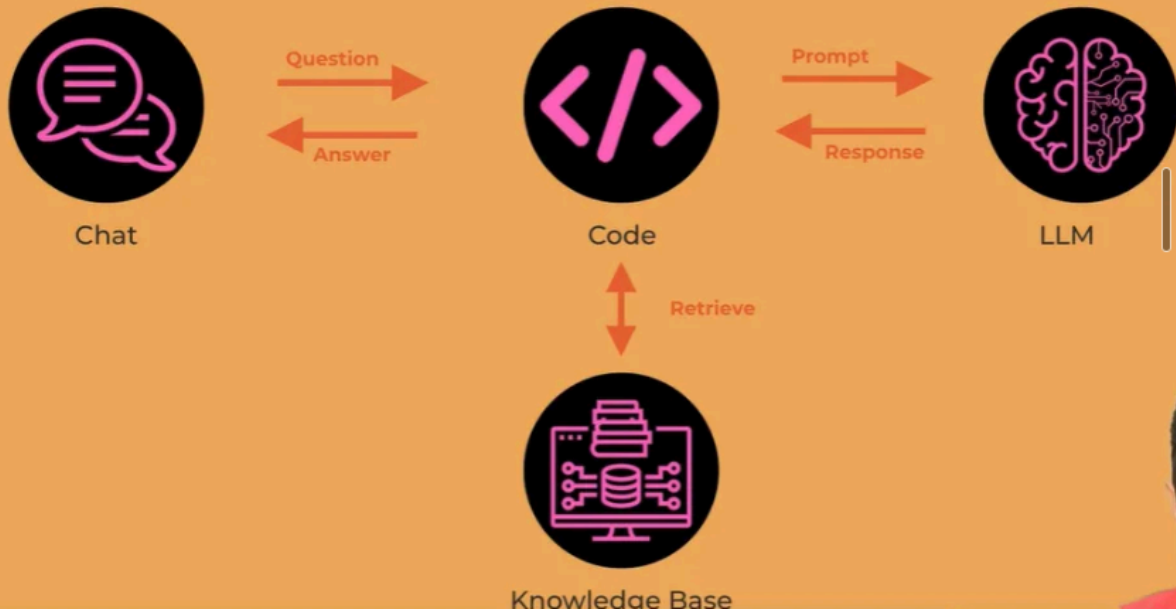 Question
Prompt
Answer
Response
Chat
Code
LLM
Retrieve
Knowledge Base